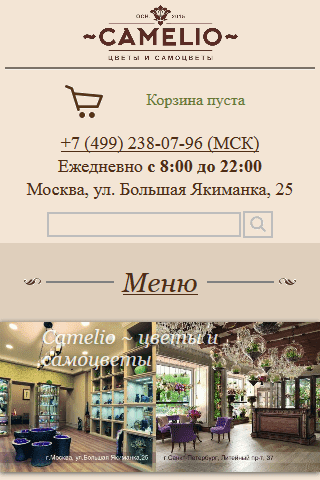 ОСН 2015
~CAMELIO~
ЦВЕТЫ И САМОЦВЕТЫ
Корзина пуста
+7 (499) 238-07-96 (МСК)
Ежедневно с 8:00 до 22:00
Москва, ул. Большая Якиманка, 25
Меню
Camelio ~ цветы и
самоцветы
г.Москва, ул.Большая Якиманка,25
г.Санкт-Петербург, Литейный пр-т, 37